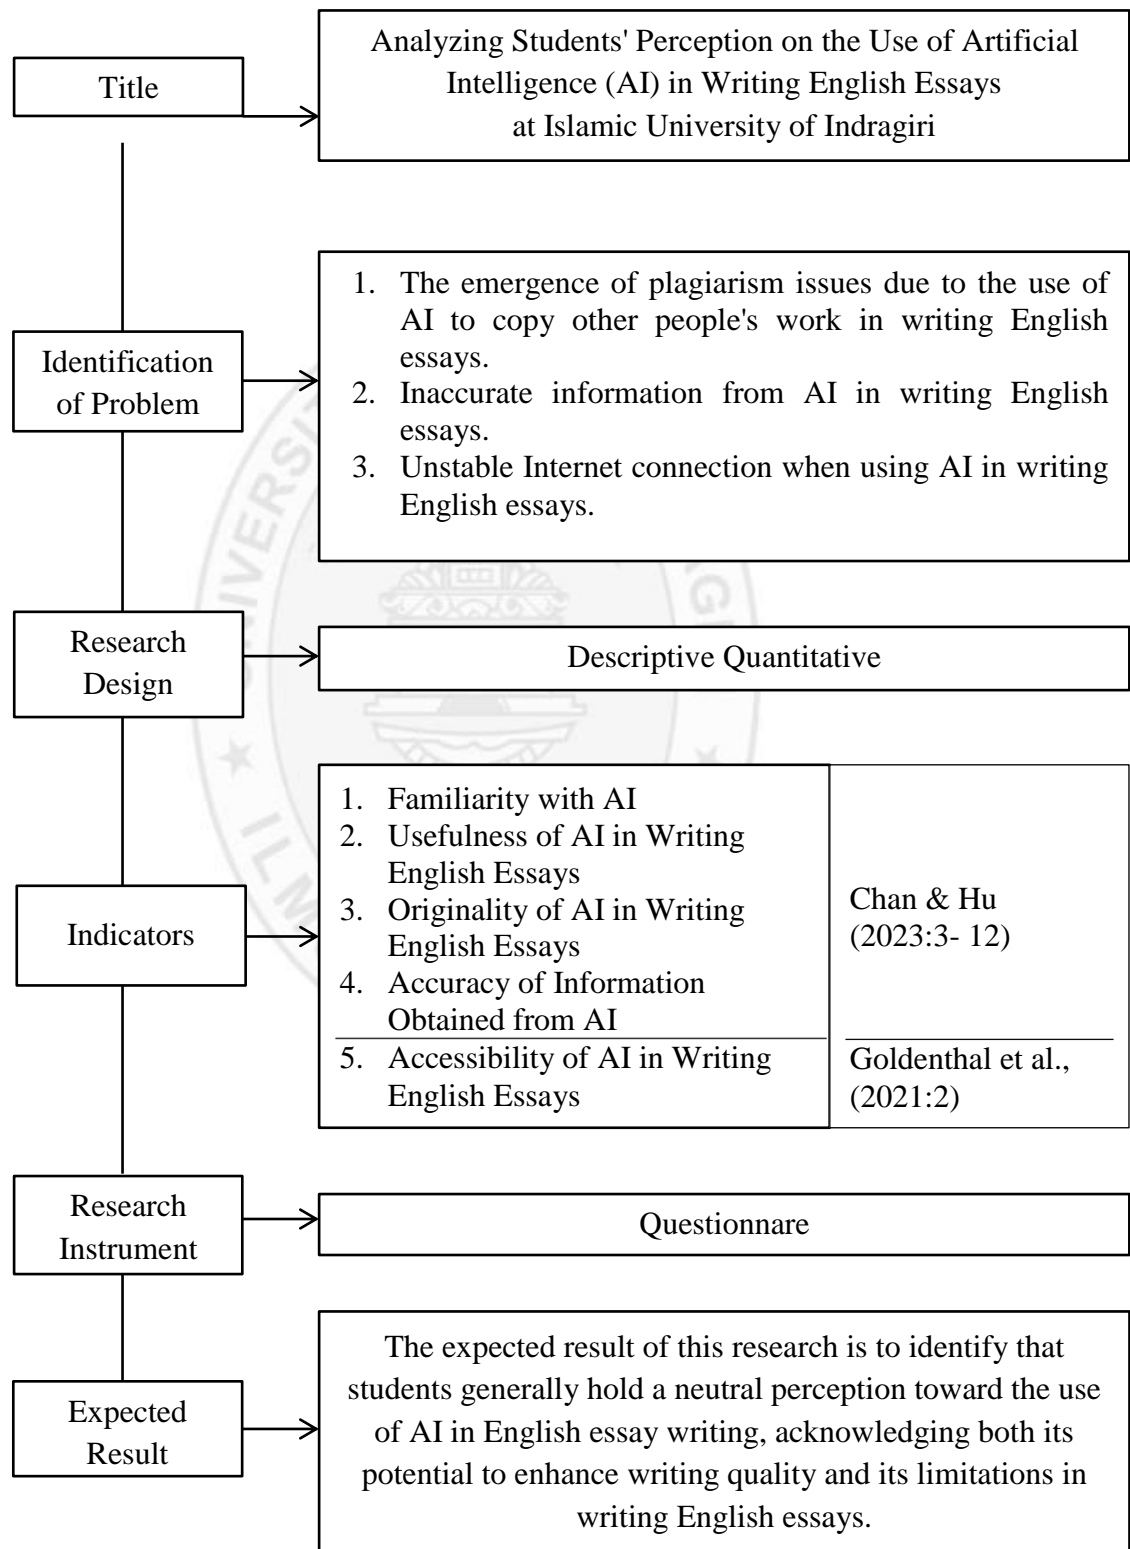 Title
Analyzing Students' Perception on the Use of Artificial
Intelligence (AI) in Writing English Essays
at Islamic University of Indragiri
Identification
of Problem
1. The emergence of plagiarism issues due to the use of
AI to copy other people's work in writing English
essays.
2. Inaccurate information from AI in writing English
essays.
3. Unstable Internet connection when using AI in writing
English essays.
Research
Design
Descriptive Quantitative
Indicators
1. Familiarity with AI
2. Usefulness of AI in Writing
English Essays
3. Originality of AI in Writing
English Essays
4. Accuracy of Information
Obtained from AI
Chan & Hu
(2023:3- 12)
5. Accessibility of AI in Writing
English Essays
Goldenthal et al.,
(2021:2)
Research
Instrument
Questionnare
Expected
Result
The expected result of this research is to identify that
students generally hold a neutral perception toward the use
of AI in English essay writing, acknowledging both its
potential to enhance writing quality and its limitations in
writing English essays.